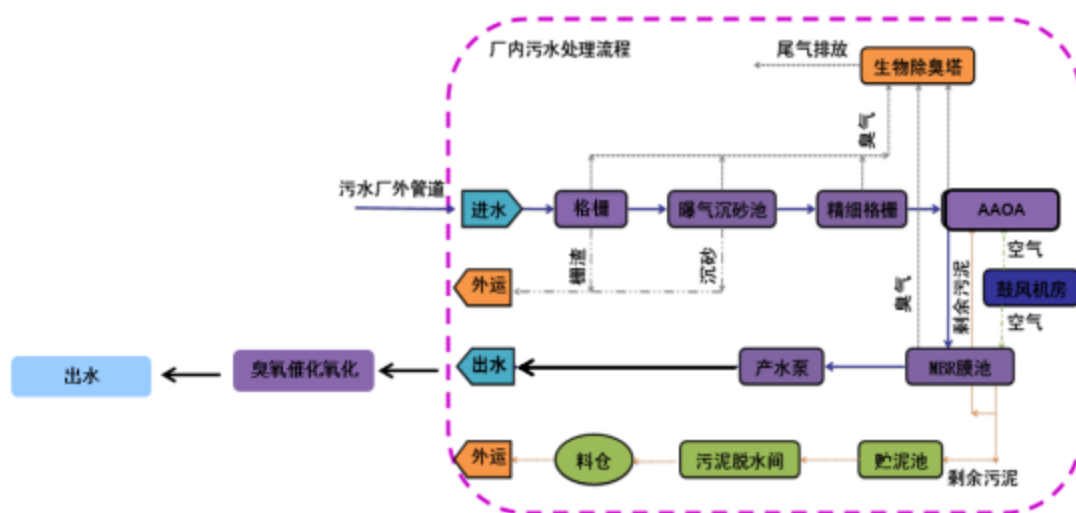 厂内污水处理流程
尾气排放
生物除臭塔
臭气
污水厂外管道
进水
格栅
曝气沉砂池
精细格栅
AAOA
栅渣
沉砂
臭气
剩余污泥
空气
外运
鼓风机房
空气
出水
臭氧催化氧化
出水
产水泵
MBR膜池
外运
料仓
污泥脱水间
贮泥池
剩余污泥